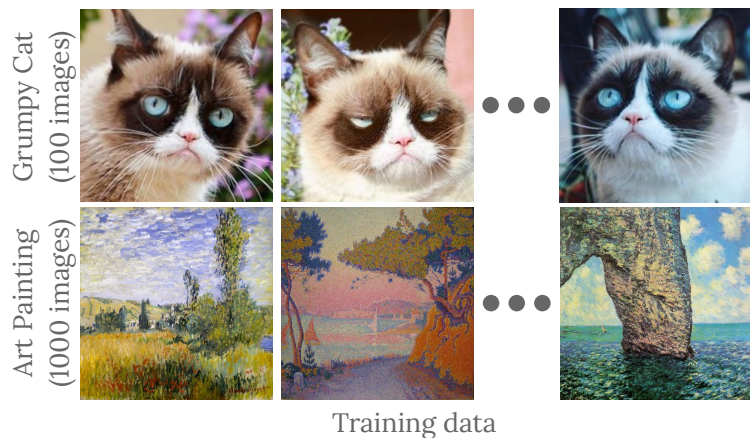 Grumpy Cat
(100 images)
Art Painting
(1000 images)
Training data